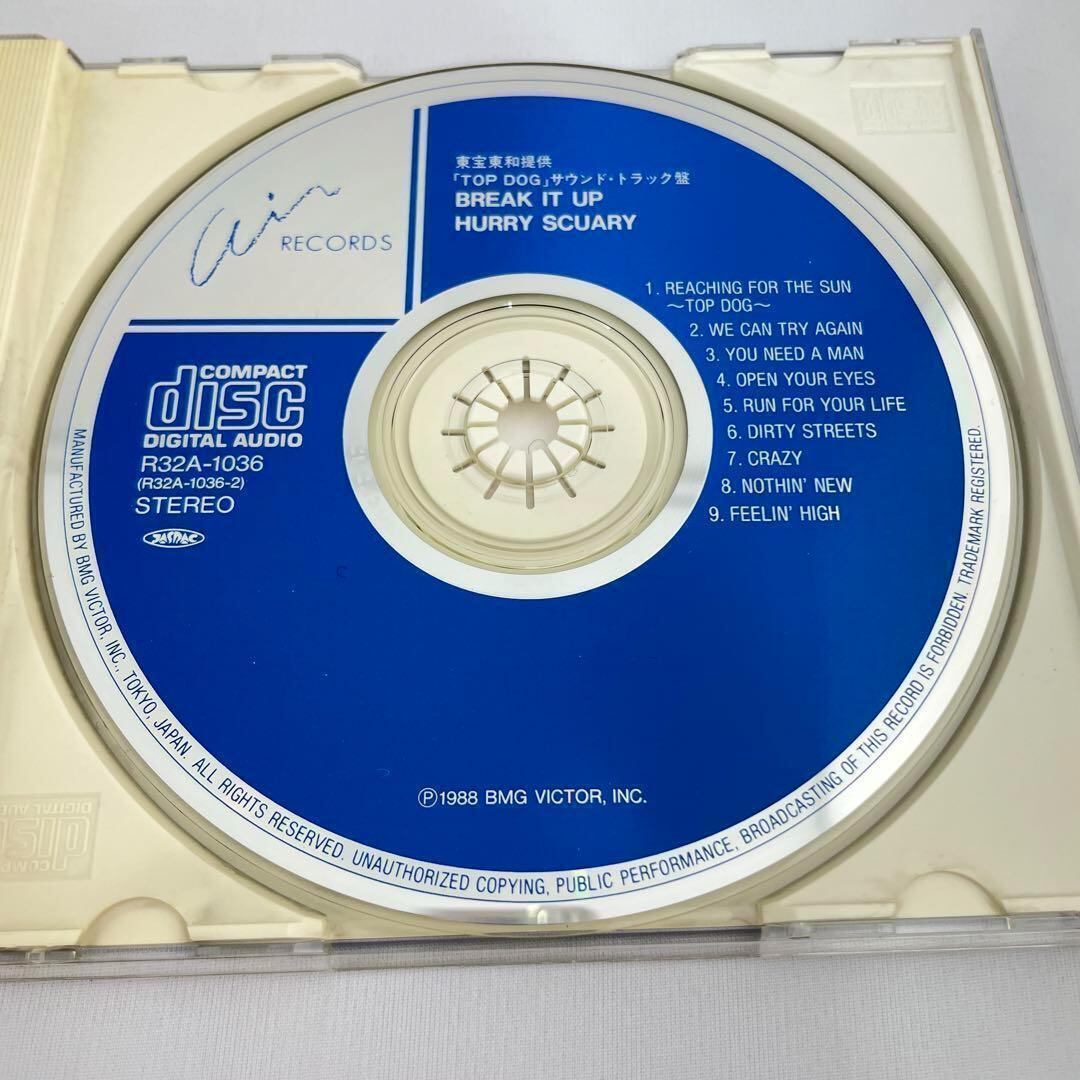 Win
RECORDS
東宝東和提供
「TOP DOG」サウンド・トラック盤
BREAK IT UP
HURRY SCUARY
1. REACHING FOR THE SUN
～TOP DOG～
2. WE CAN TRY AGAIN
3. YOU NEED A MAN
4. OPEN YOUR EYES
5. RUN FOR YOUR LIFE
6. DIRTY STREETS
7. CRAZY
8. NOTHIN' NEW
9. FEELIN' HIGH
COMPACT
disc
DIGITAL AUDIO
R32A-1036
(R32A-1036-2)
STEREO
JASRAC
Ⓟ1988 BMG VICTOR, INC.
MANUFACTURED BY BMG VICTOR, INC., TOKYO, JAPAN. ALL RIGHTS RESERVED. UNAUTHORIZED COPYING, PUBLIC PERFORMANCE, BROADCASTING OF THIS RECORD IS FORBIDDEN. TRADEMARK REGISTERED.